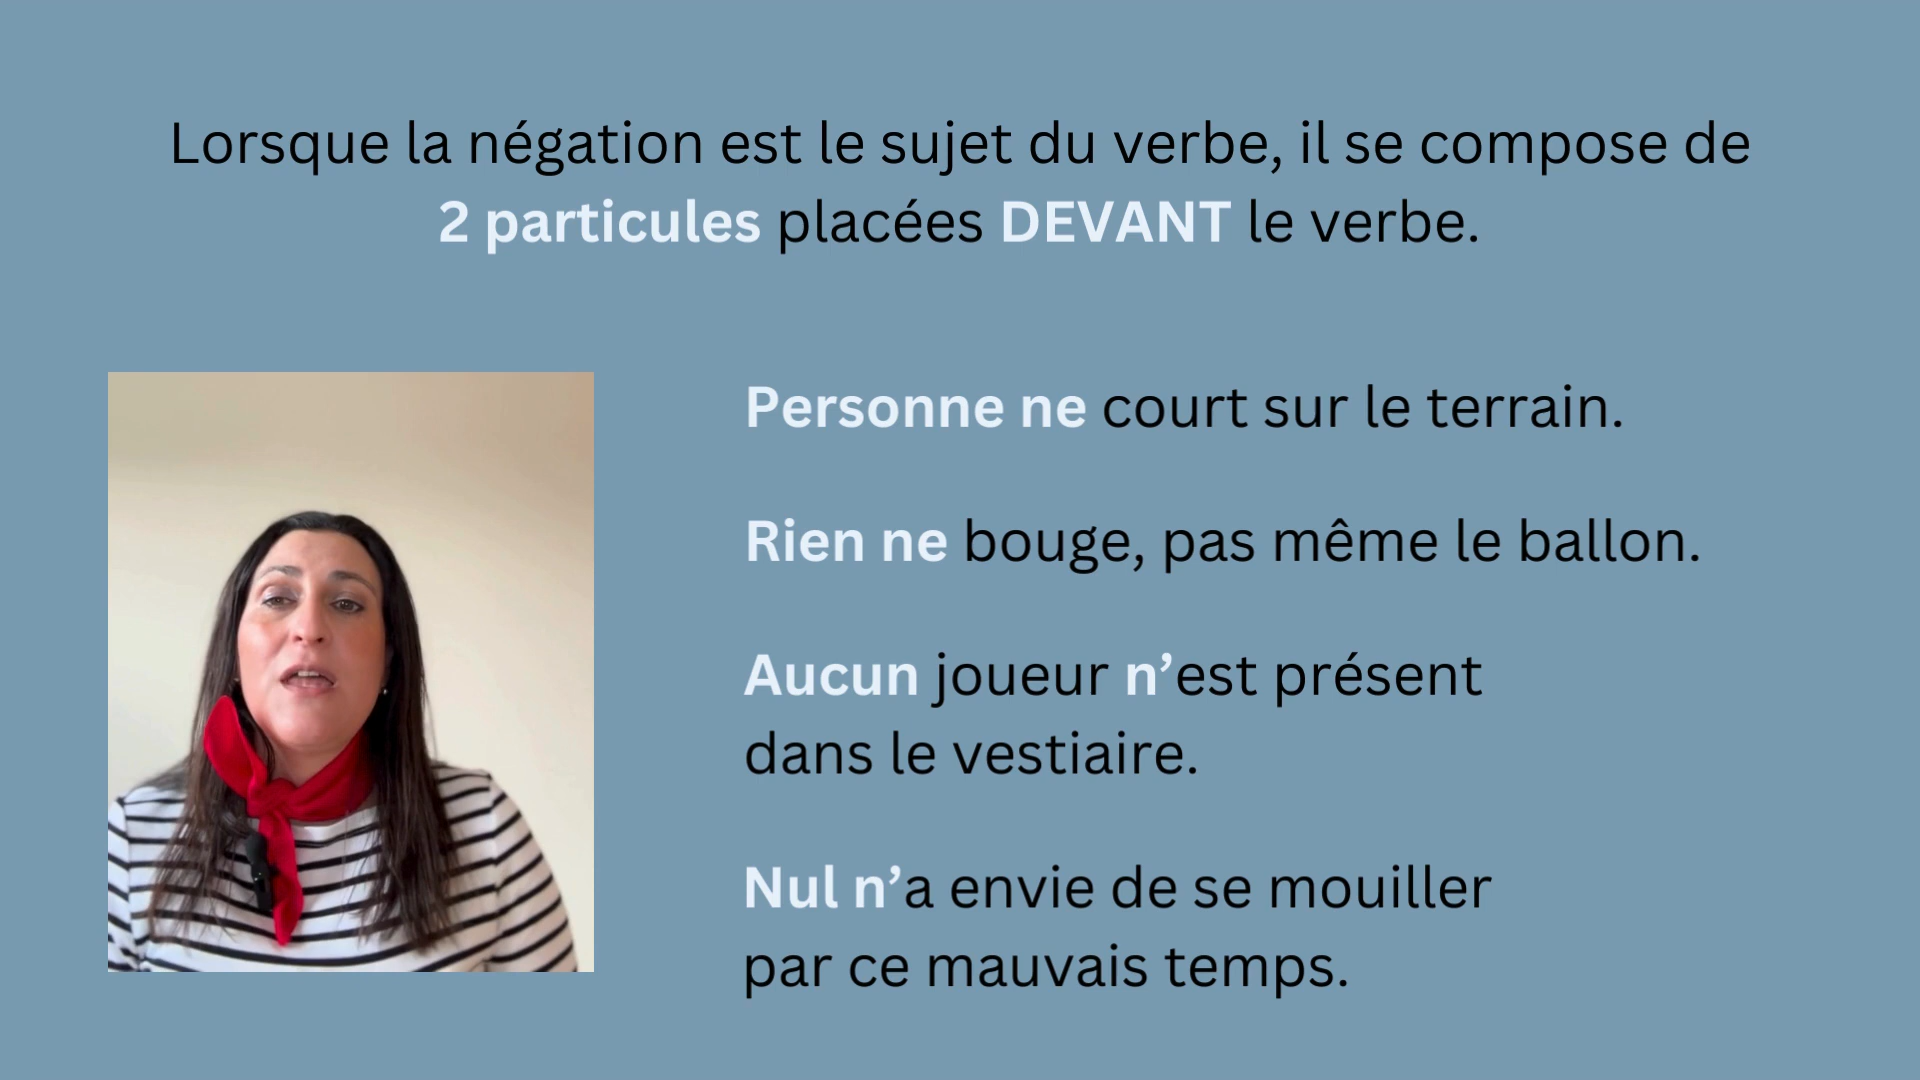 Lorsque la négation est le sujet du verbe, il se compose de
2 particules placées DEVANT le verbe.
Personne ne court sur le terrain.
Rien ne bouge, pas même le ballon.
Aucun joueur n’est présent
dans le vestiaire.
Nul n’a envie de se mouiller
par ce mauvais temps.